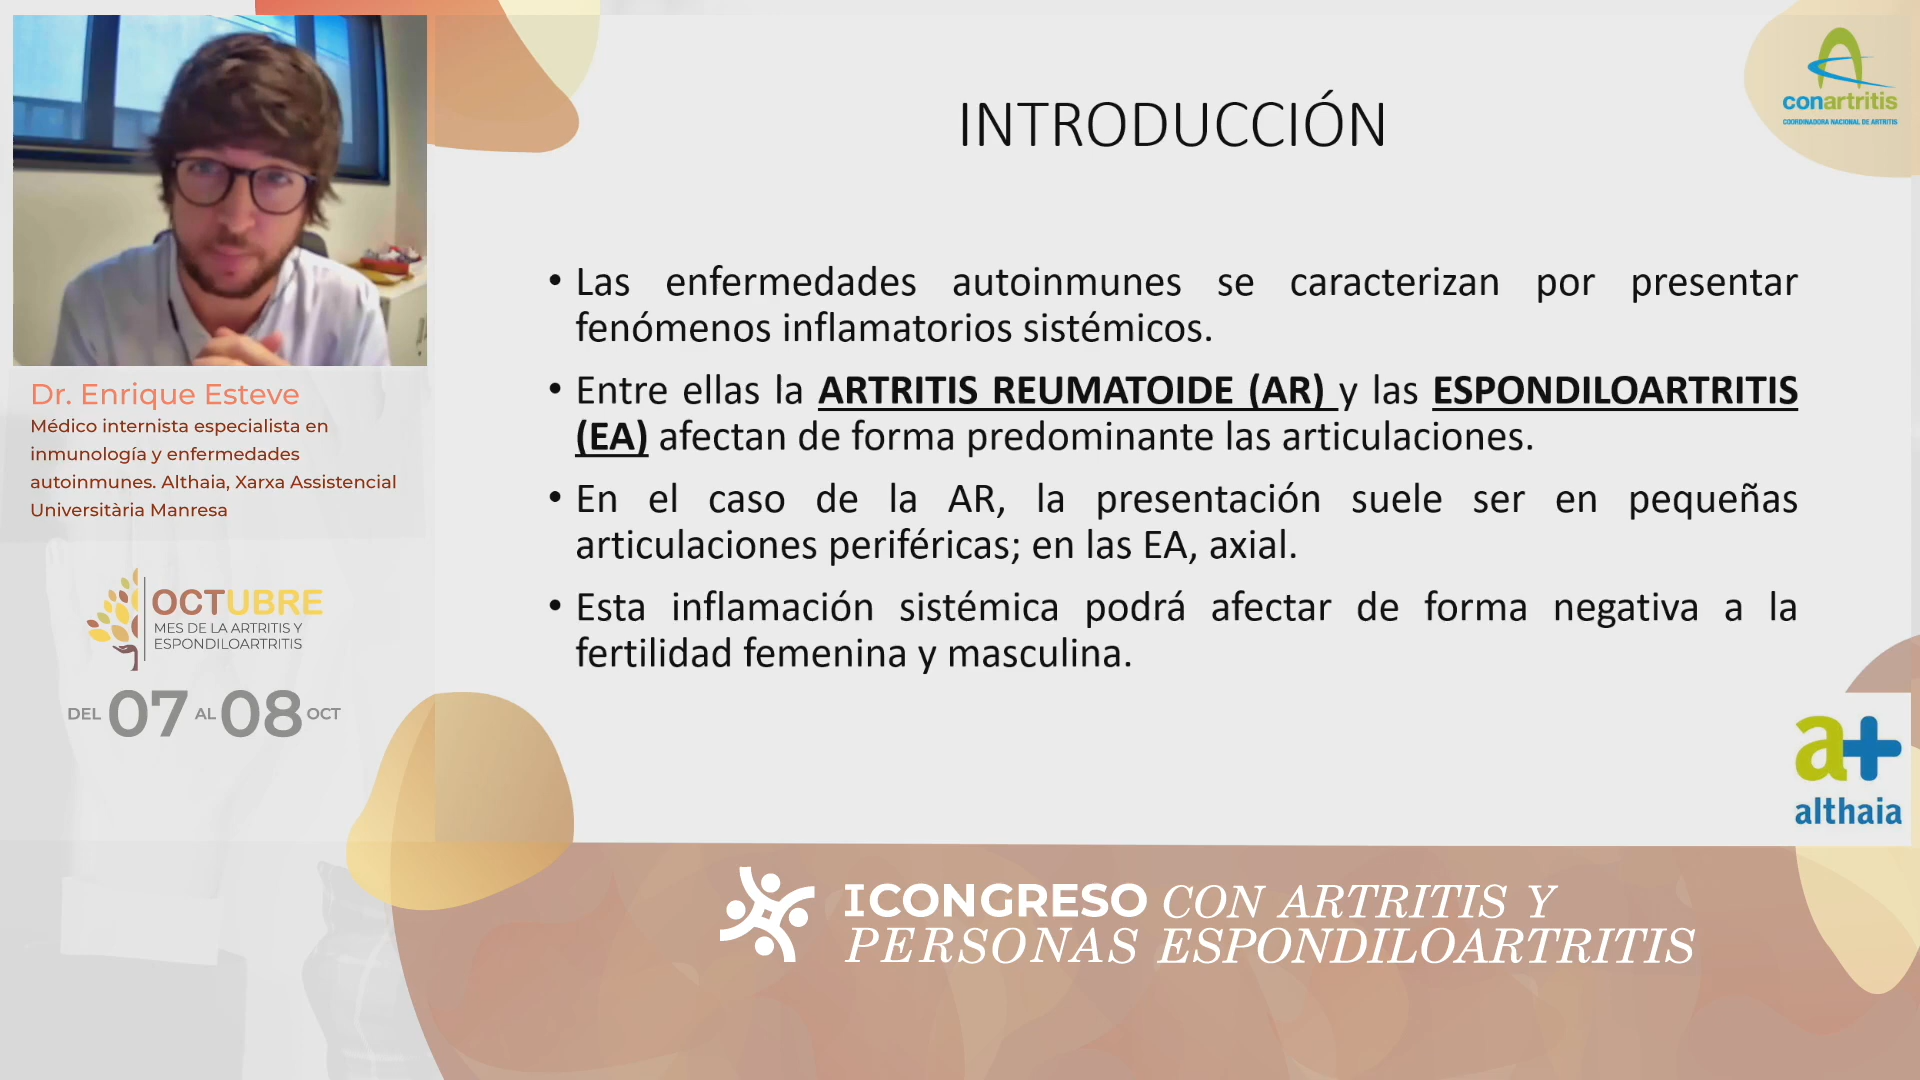 INTRODUCCIÓN
conartritis
COORDINADORA NACIONAL DE ARTRITIS
• Las enfermedades autoinmunes se caracterizan por presentar
fenómenos inflamatorios sistémicos.
• Entre ellas la ARTRITIS REUMATOIDE (AR) y las ESPONDILOARTRITIS
(EA) afectan de forma predominante las articulaciones.
• En el caso de la AR, la presentación suele ser en pequeñas
articulaciones periféricas; en las EA, axial.
• Esta inflamación sistémica podrá afectar de forma negativa a la
fertilidad femenina y masculina.
Dr. Enrique Esteve
Médico internista especialista en
inmunología y enfermedades
autoinmunes. Althaia, Xarxa Assistencial
Universitària Manresa
OCTUBRE
MES DE LA ARTRITIS Y
ESPONDILOARTRITIS
DEL 07 AL 08 OCT
a+
althaia
I CONGRESO CON ARTRITIS Y
PERSONAS ESPONDILOARTRITIS